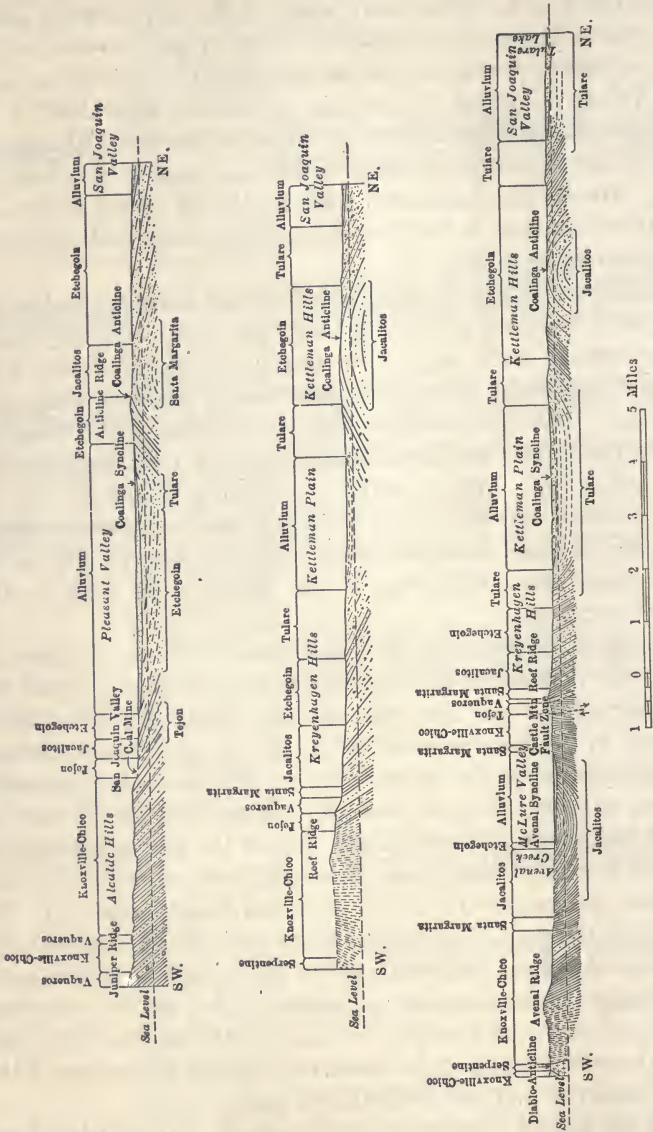 Vaqueros
Knoxville-Chico
Vaqueros
Knoxville-Chico
Tejon
Jacalitos
Etchegoin
Alluvium
Etchegoin
Jacalitos
Etchegoin
Alluvium
Juniper Ridge
Alcalde Hills
San Joaquin Valley
Coal Mine
Pleasant Valley
Coalinga Syncline
Anticline Ridge
Coalinga Anticline
San Joaquin
Valley
Sea Level
SW.
NE.
Tejon
Etchegoin
Tulare
Santa Margarita
Serpentine
Knoxville-Chico
Tejon
Vaqueros
Santa Margarita
Jacalitos
Etchegoin
Tulare
Alluvium
Tulare
Etchegoin
Tulare
Alluvium
Reef Ridge
Kreyenhagen Hills
Kettleman Plain
Kettleman Hills
Coalinga Anticline
San Joaquin
Valley
Sea Level
SW.
NE.
Jacalitos
Knoxville-Chico
Serpentine
Knoxville-Chico
Santa Margarita
Jacalitos
Etchegoin
Alluvium
Santa Margarita
Knoxville-Chico
Tejon
Vaqueros
Santa Margarita
Jacalitos
Etchegoin
Tulare
Alluvium
Tulare
Etchegoin
Tulare
Alluvium
Diablo Anticline
Avenal Ridge
Avenal
Creek
McLure Valley
Avenal Syncline
Castle Mtn
Fault Zone
Reef Ridge
Kreyenhagen
Hills
Kettleman Plain
Coalinga Syncline
Kettleman Hills
Coalinga Anticline
San Joaquin
Valley
Tulare
Lake
Sea Level
SW.
NE.
Jacalitos
Tulare
Jacalitos
Tulare
1 0 1 2 3 4 5 Miles